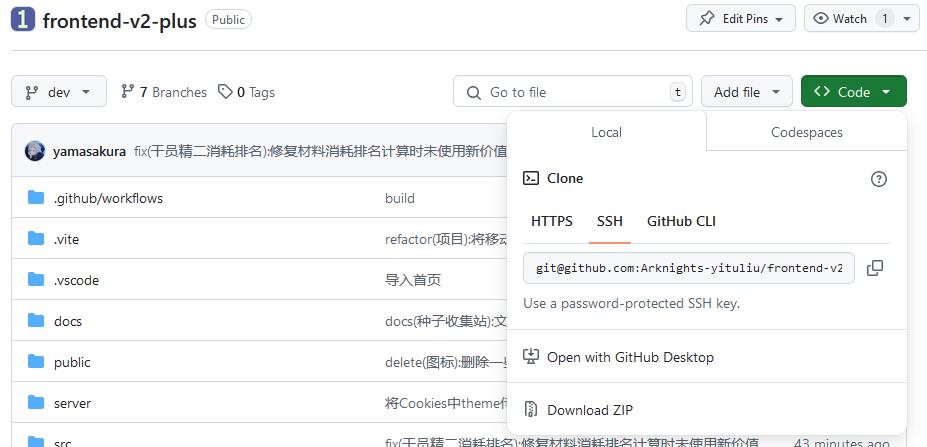 1 frontend-v2-plus Public Edit Pins Watch 1
dev 7 Branches 0 Tags Go to file t Add file Code
Local Codespaces
yamasakura fix(干员精二消耗排名):修复材料消耗排名计算时未使用新价值
Clone
.github/workflows build
HTTPS SSH GitHub CLI
.vite refactor(项目):将移动
git@github.com:Arknights-yituliu/frontend-v2
.vscode 导入首页
Use a password-protected SSH key.
docs docs(种子收集站):文
public delete(图标):删除一些
Open with GitHub Desktop
server 将Cookies中theme
Download ZIP
src fix(干员精二消耗排名):修复材料消耗排名计算时未使用新价值 43 minutes ago